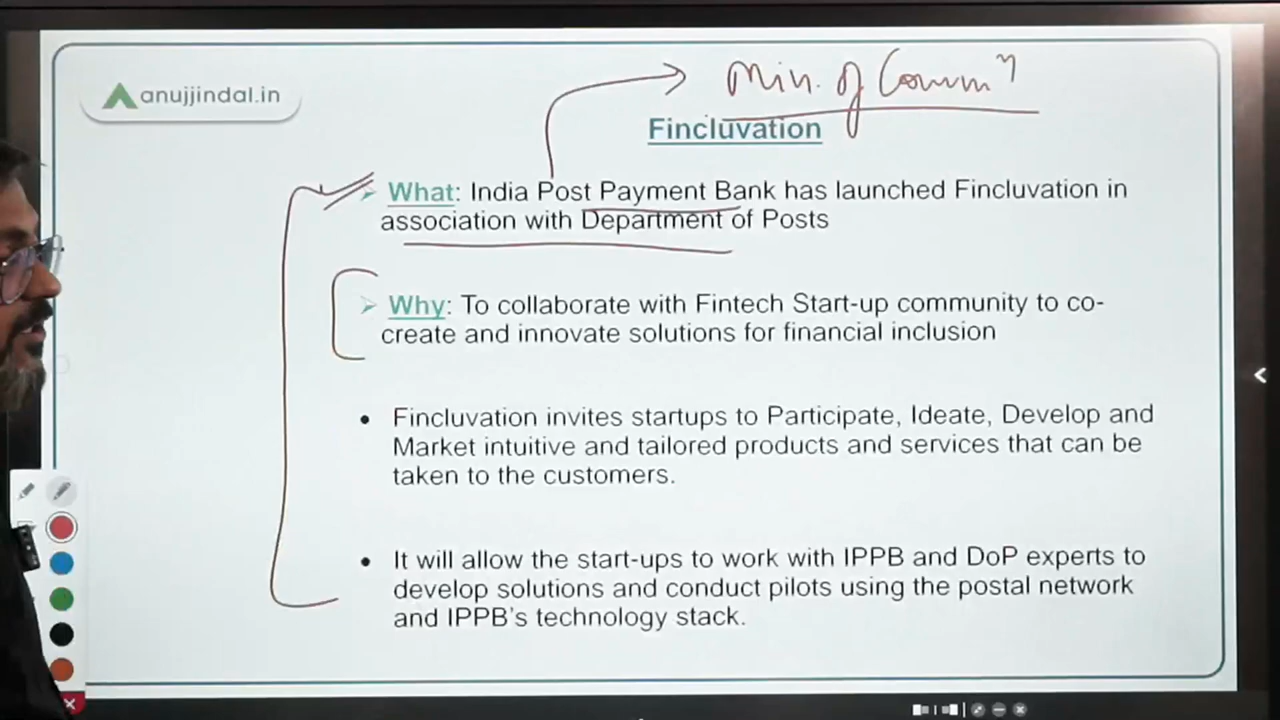 anujjindal.in
Min. of Commⁿ
Fincluvation
➢ What: India Post Payment Bank has launched Fincluvation in
association with Department of Posts
➢ Why: To collaborate with Fintech Start-up community to co-
create and innovate solutions for financial inclusion
• Fincluvation invites startups to Participate, Ideate, Develop and
Market intuitive and tailored products and services that can be
taken to the customers.
• It will allow the start-ups to work with IPPB and DoP experts to
develop solutions and conduct pilots using the postal network
and IPPB's technology stack.